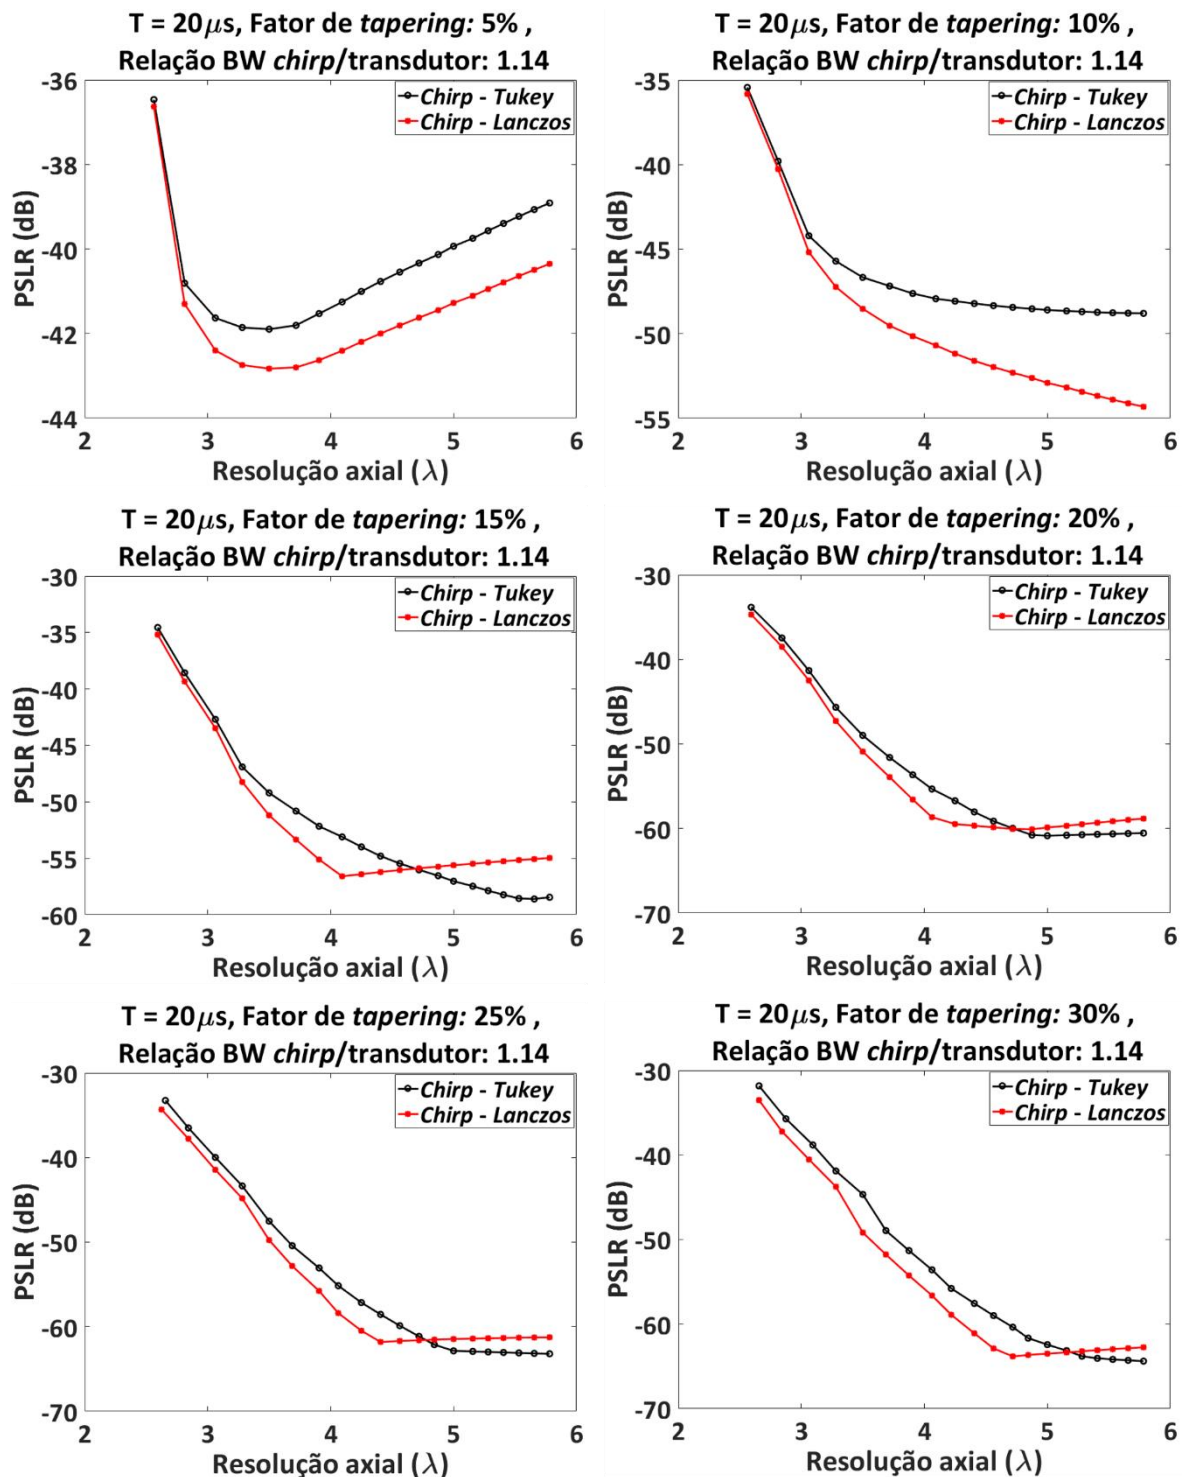 T = 20μs, Fator de tapering: 5% ,
Relação BW chirp/transdutor: 1.14
Chirp - Tukey
Chirp - Lanczos
PSLR (dB)
-36
-38
-40
-42
-44
2 3 4 5 6
Resolução axial (λ)
T = 20μs, Fator de tapering: 10% ,
Relação BW chirp/transdutor: 1.14
Chirp - Tukey
Chirp - Lanczos
PSLR (dB)
-35
-40
-45
-50
-55
2 3 4 5 6
Resolução axial (λ)
T = 20μs, Fator de tapering: 15% ,
Relação BW chirp/transdutor: 1.14
Chirp - Tukey
Chirp - Lanczos
PSLR (dB)
-30
-35
-40
-45
-50
-55
-60
2 3 4 5 6
Resolução axial (λ)
T = 20μs, Fator de tapering: 20% ,
Relação BW chirp/transdutor: 1.14
Chirp - Tukey
Chirp - Lanczos
PSLR (dB)
-30
-40
-50
-60
-70
2 3 4 5 6
Resolução axial (λ)
T = 20μs, Fator de tapering: 25% ,
Relação BW chirp/transdutor: 1.14
Chirp - Tukey
Chirp - Lanczos
PSLR (dB)
-30
-40
-50
-60
-70
2 3 4 5 6
Resolução axial (λ)
T = 20μs, Fator de tapering: 30% ,
Relação BW chirp/transdutor: 1.14
Chirp - Tukey
Chirp - Lanczos
PSLR (dB)
-30
-40
-50
-60
-70
2 3 4 5 6
Resolução axial (λ)